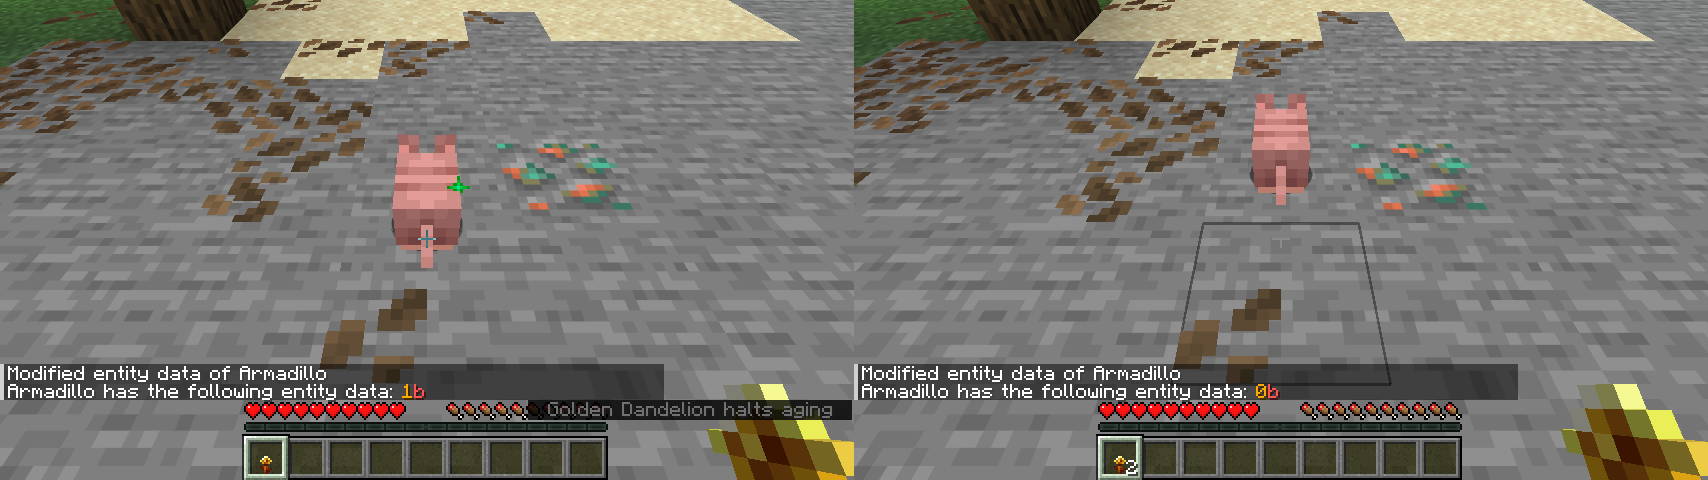 Modified entity data of Armadillo
Armadillo has the following entity data: 1b
Golden Dandelion halts aging
Modified entity data of Armadillo
Armadillo has the following entity data: 0b
2